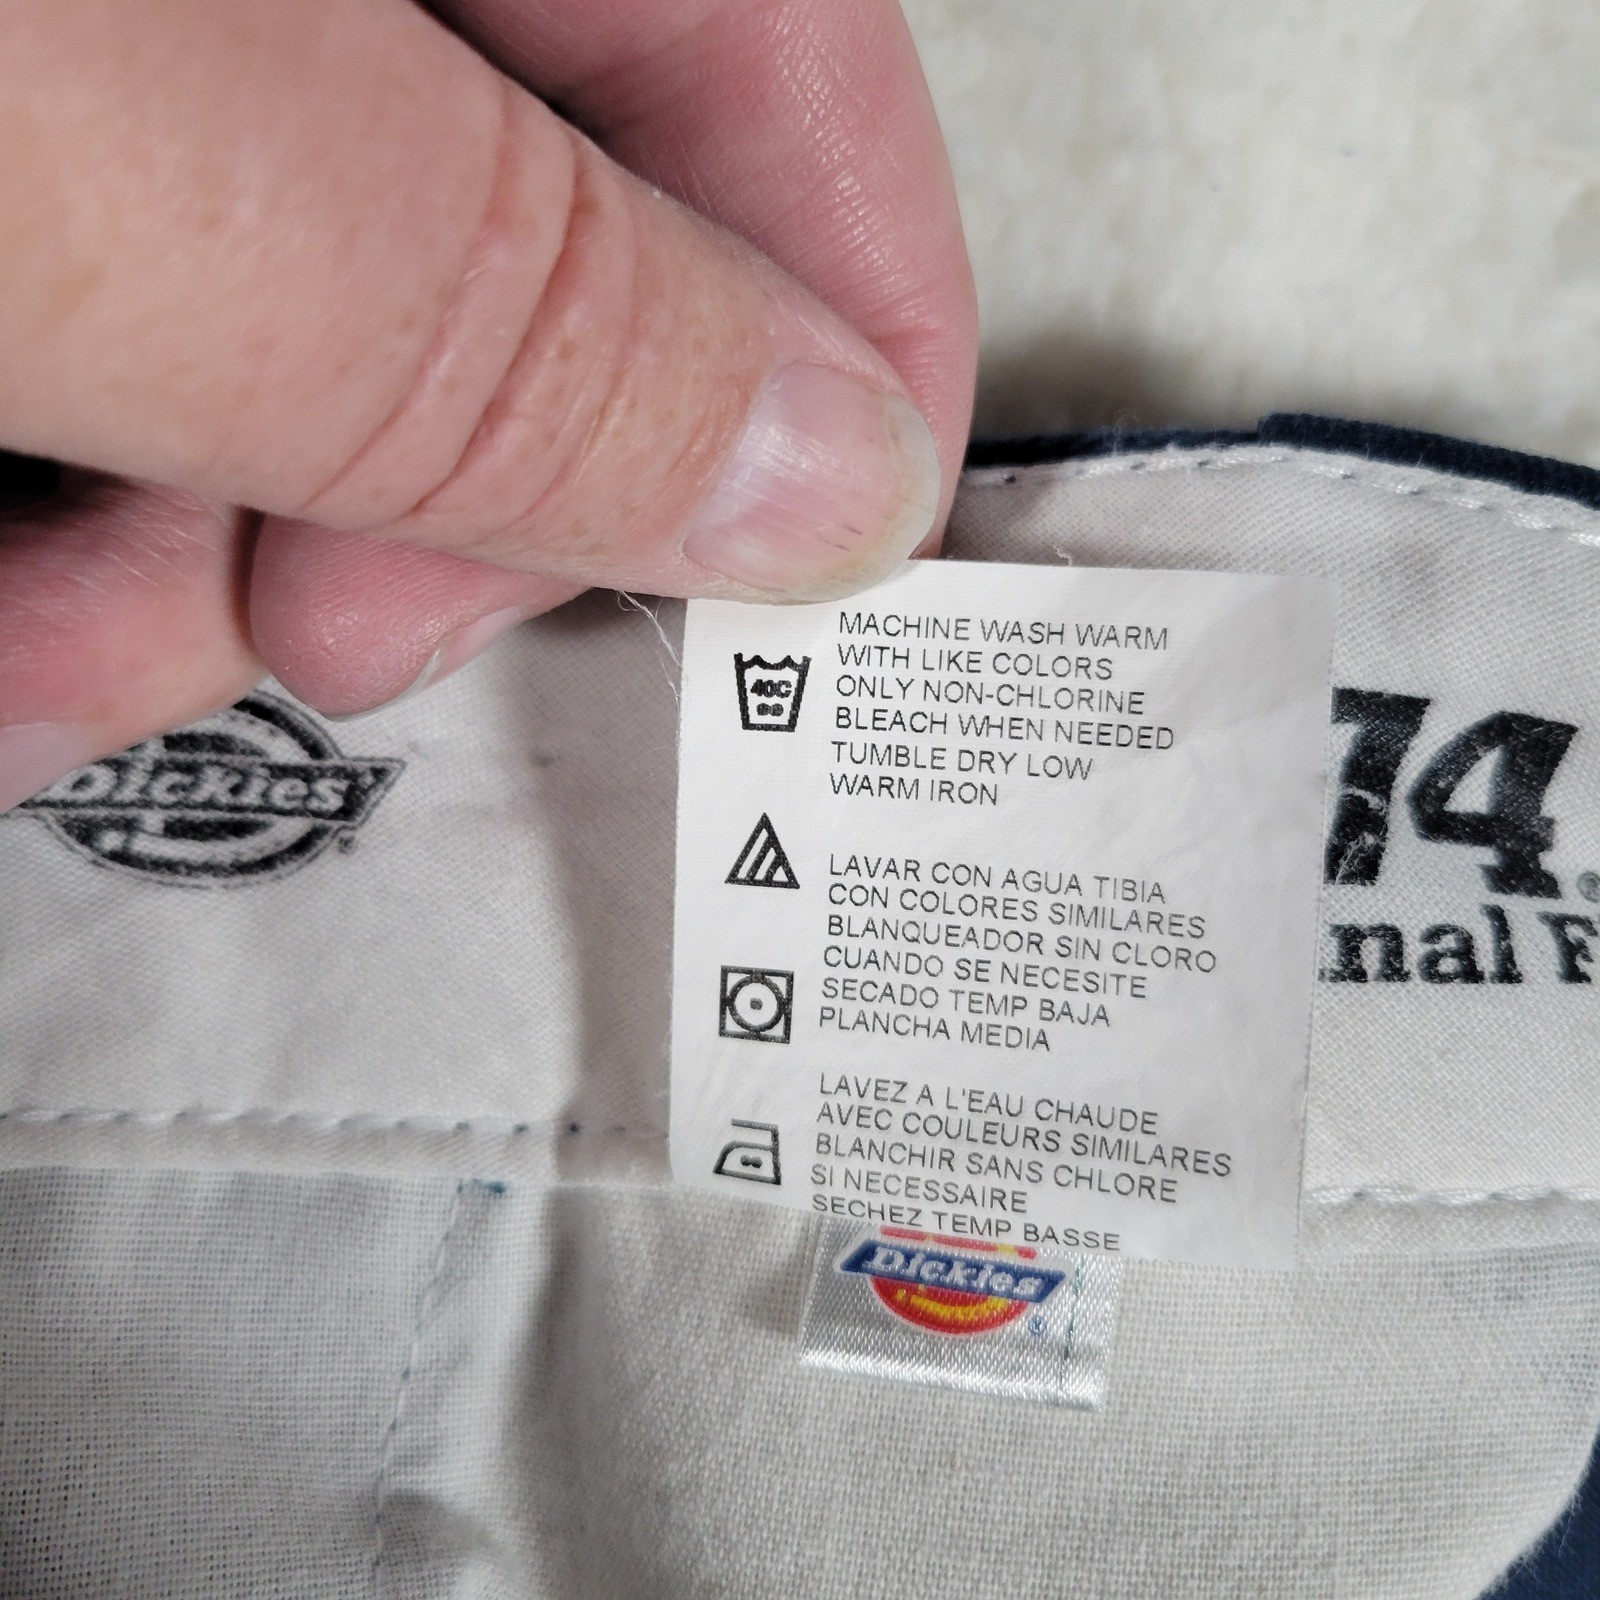 MACHINE WASH WARM
WITH LIKE COLORS
ONLY NON-CHLORINE
BLEACH WHEN NEEDED
TUMBLE DRY LOW
WARM IRON
40C
LAVAR CON AGUA TIBIA
CON COLORES SIMILARES
BLANQUEADOR SIN CLORO
CUANDO SE NECESITE
SECADO TEMP BAJA
PLANCHA MEDIA
LAVEZ A L'EAU CHAUDE
AVEC COULEURS SIMILARES
BLANCHIR SANS CHLORE
SI NECESSAIRE
SECHEZ TEMP BASSE
Dickies
74®
nal F
Dickies®